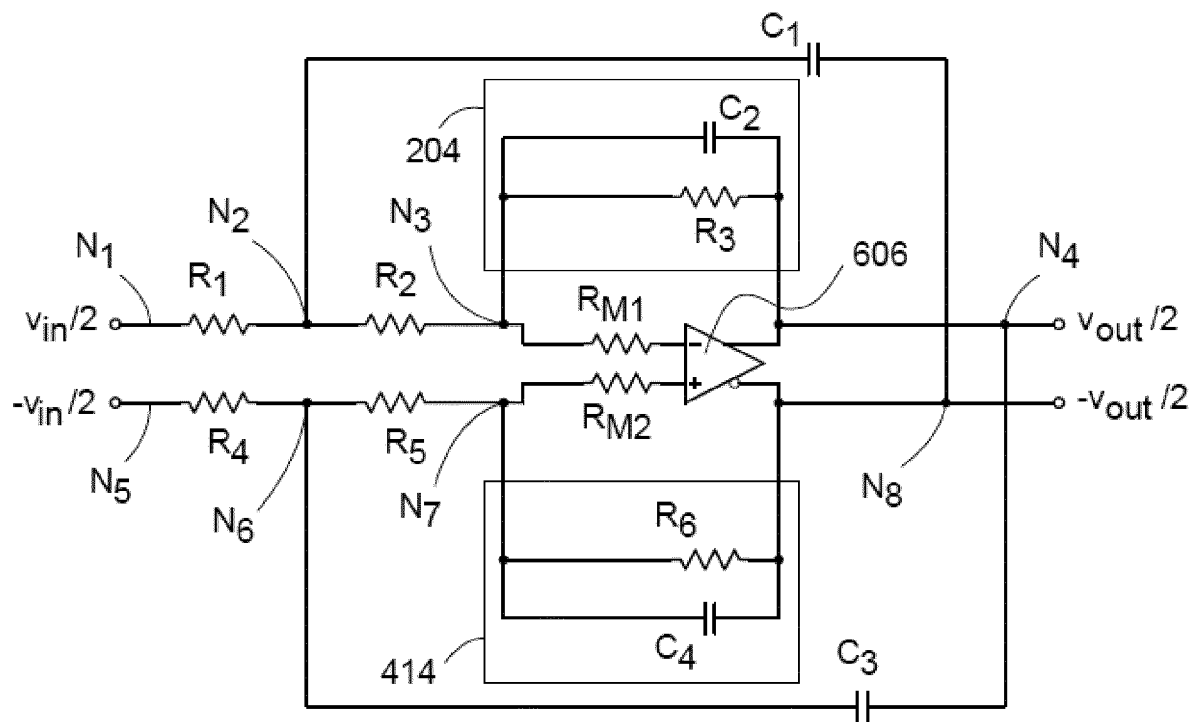 C1
C2
204
R3
N1
N2
N3
606
N4
R1
R2
RM1
vin/2
vout/2
−
+
-vin/2
-vout/2
R4
R5
RM2
N5
N6
N7
N8
R6
C4
414
C3